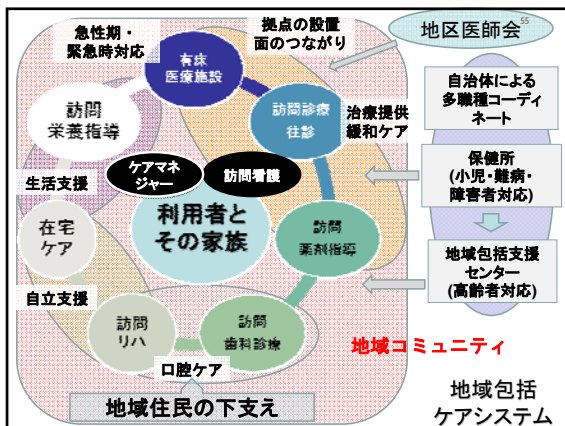 急性期・
緊急時対応
拠点の設置
面のつながり
地区医師会
55
有床
医療施設
自治体による
多職種コーディ
ネート
訪問
栄養指導
訪問診療
往診
治療提供
緩和ケア
保健所
(小児・難病・
障害者対応)
生活支援
ケアマネ
ジャー
訪問看護
利用者と
その家族
在宅
ケア
訪問
薬剤指導
地域包括支援
センター
(高齢者対応)
自立支援
訪問
リハ
訪問
歯科診療
地域コミュニティ
口腔ケア
地域住民の下支え
地域包括
ケアシステム